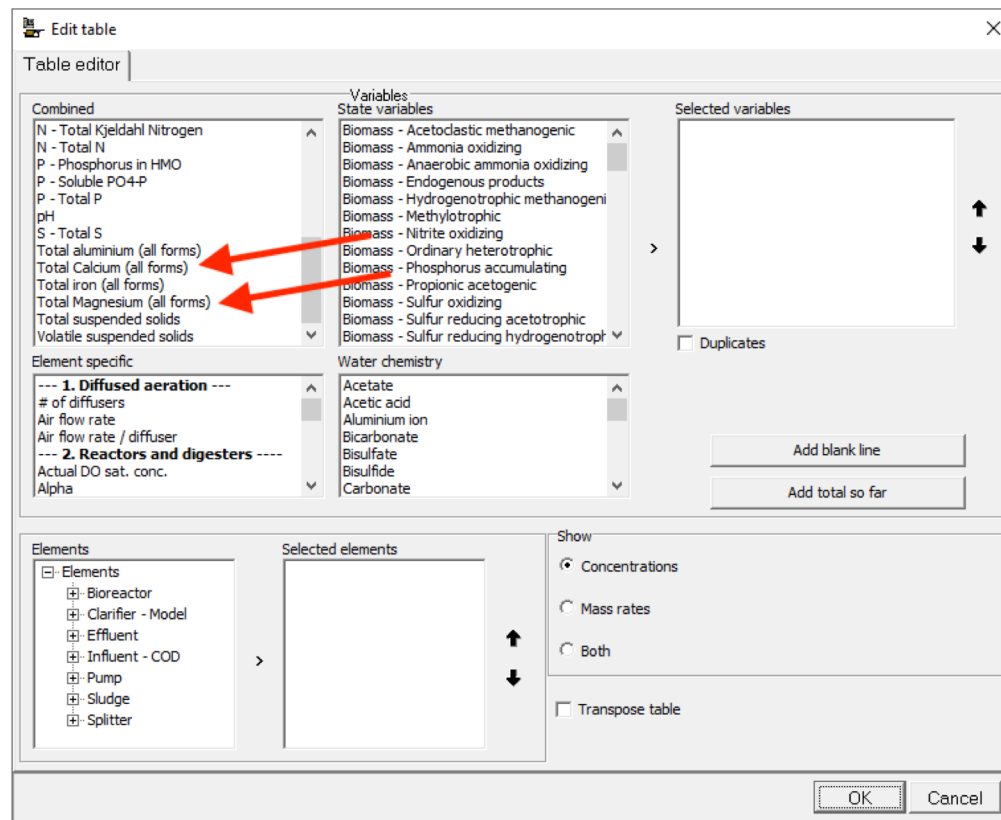 Edit table
Table editor
Variables
Combined
N - Total Kjeldahl Nitrogen
N - Total N
P - Phosphorus in HMO
P - Soluble PO4-P
P - Total P
pH
S - Total S
Total aluminium (all forms)
Total Calcium (all forms)
Total iron (all forms)
Total Magnesium (all forms)
Total suspended solids
Volatile suspended solids
State variables
Biomass - Acetoclastic methanogenic
Biomass - Ammonia oxidizing
Biomass - Anaerobic ammonia oxidizing
Biomass - Endogenous products
Biomass - Hydrogenotrophic methanogeni
Biomass - Methylotrophic
Biomass - Nitrite oxidizing
Biomass - Ordinary heterotrophic
Biomass - Phosphorus accumulating
Biomass - Propionic acetogenic
Biomass - Sulfur oxidizing
Biomass - Sulfur reducing acetotrophic
Biomass - Sulfur reducing hydrogenotroph
>
Selected variables
Duplicates
Element specific
--- 1. Diffused aeration ---
# of diffusers
Air flow rate
Air flow rate / diffuser
--- 2. Reactors and digesters ----
Actual DO sat. conc.
Alpha
Water chemistry
Acetate
Acetic acid
Aluminium ion
Bicarbonate
Bisulfate
Bisulfide
Carbonate
Add blank line
Add total so far
Elements
Elements
Bioreactor
Clarifier - Model
Effluent
Influent - COD
Pump
Sludge
Splitter
>
Selected elements
Show
Concentrations
Mass rates
Both
Transpose table
OK
Cancel